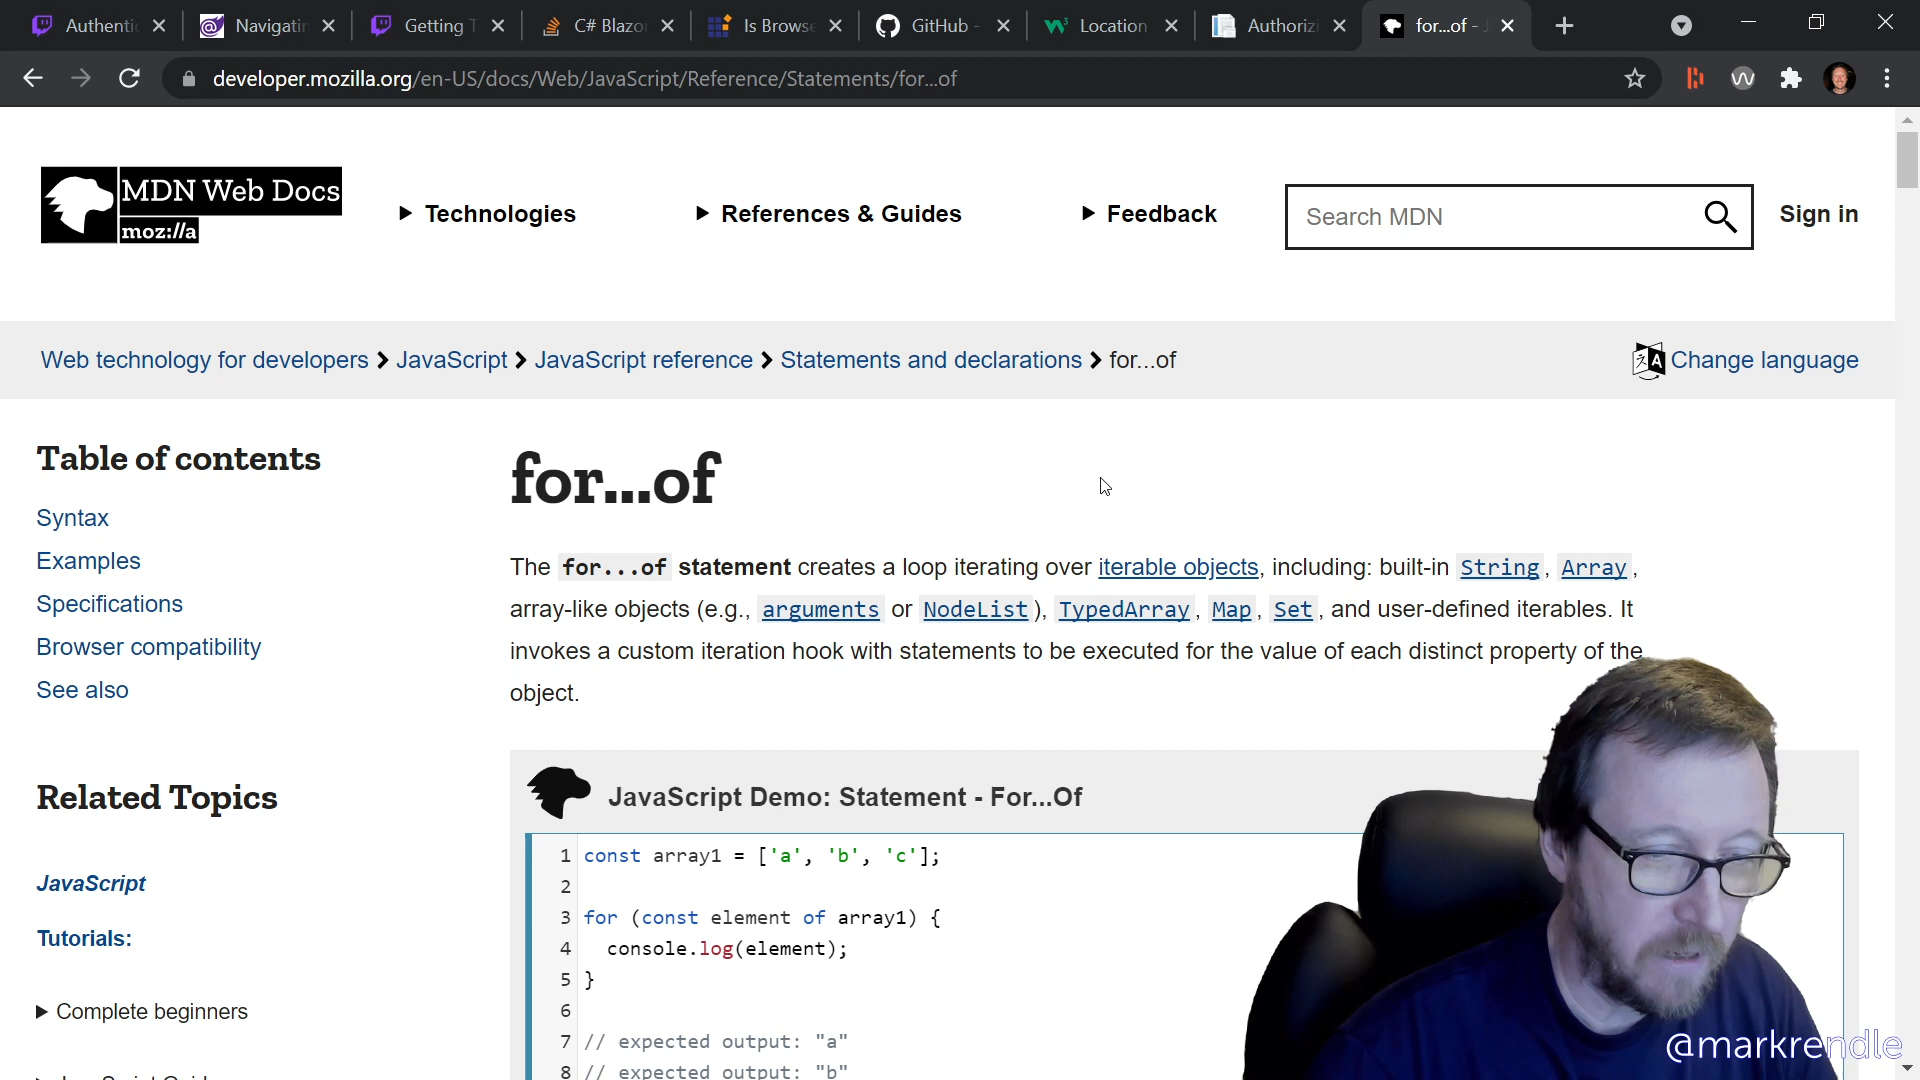 Authenti
Navigatin
Getting T
C# Blazo
Is Browse
GitHub -
Location
Authoriz
for...of - J
developer.mozilla.org/en-US/docs/Web/JavaScript/Reference/Statements/for...of
MDN Web Docs
moz://a
Technologies
References & Guides
Feedback
Search MDN
Sign in
Web technology for developers > JavaScript > JavaScript reference > Statements and declarations > for...of
Change language
Table of contents
Syntax
Examples
Specifications
Browser compatibility
See also
Related Topics
JavaScript
Tutorials:
Complete beginners
for...of
The for...of statement creates a loop iterating over iterable objects, including: built-in String, Array,
array-like objects (e.g., arguments or NodeList), TypedArray, Map, Set, and user-defined iterables. It
invokes a custom iteration hook with statements to be executed for the value of each distinct property of the
object.
JavaScript Demo: Statement - For...Of
1 const array1 = ['a', 'b', 'c'];
2
3 for (const element of array1) {
4 console.log(element);
5 }
6
7 // expected output: "a"
8 // expected output: "b"
@markrendle